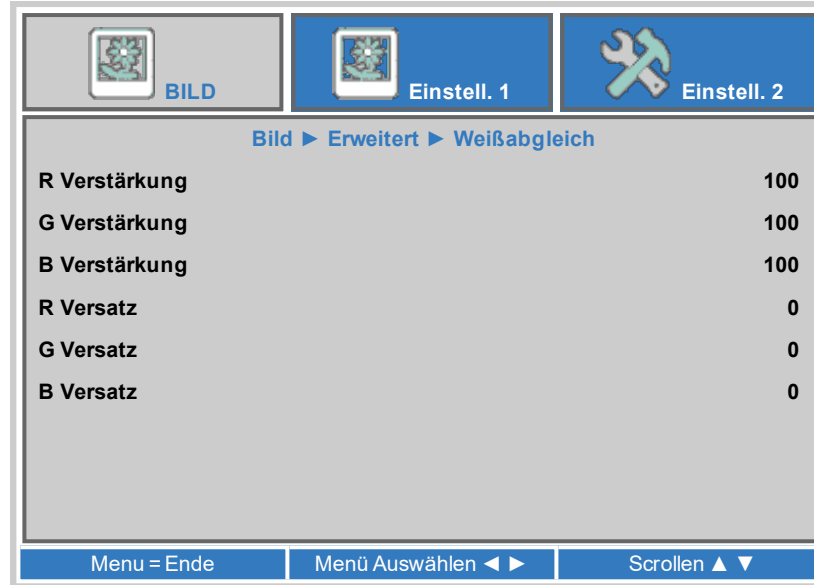 BILD Einstell. 1 Einstell. 2
Bild ► Erweitert ► Weißabgleich
R Verstärkung 100
G Verstärkung 100
B Verstärkung 100
R Versatz 0
G Versatz 0
B Versatz 0
Menu = Ende Menü Auswählen ◄ ► Scrollen ▲ ▼